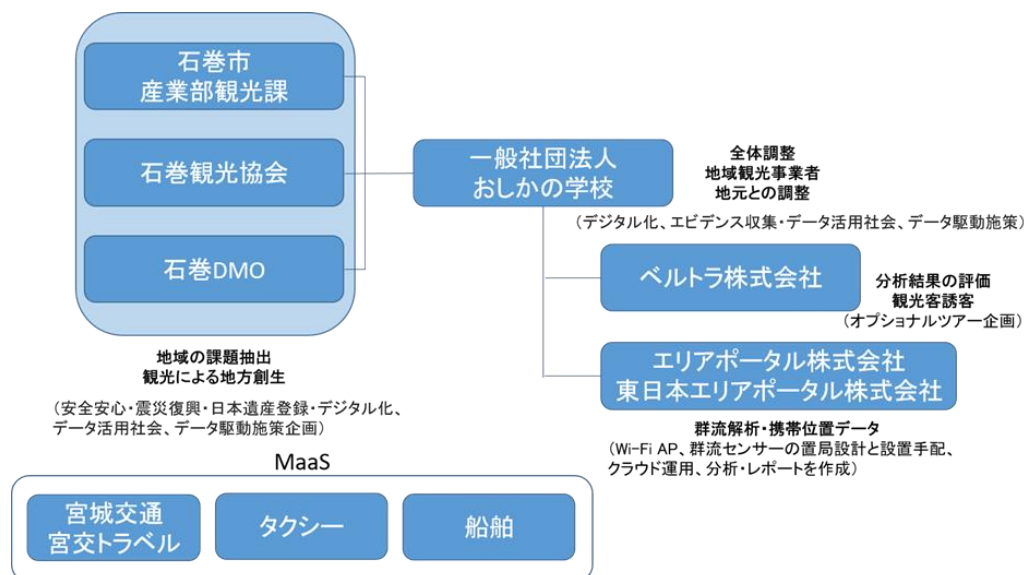 石巻市
産業部観光課
石巻観光協会
石巻DMO
地域の課題抽出
観光による地方創生
（安全安心・震災復興・日本遺産登録・デジタル化、
データ活用社会、データ駆動施策企画）
一般社団法人
おしかの学校
全体調整
地域観光事業者
地元との調整
（デジタル化、エビデンス収集・データ活用社会、データ駆動施策）
ベルトラ株式会社
分析結果の評価
観光客誘客
（オプショナルツアー企画）
エリアポータル株式会社
東日本エリアポータル株式会社
群流解析・携帯位置データ
（Wi-Fi AP、群流センサーの置局設計と設置手配、
クラウド運用、分析・レポートを作成）
MaaS
宮城交通
宮交トラベル
タクシー
船舶